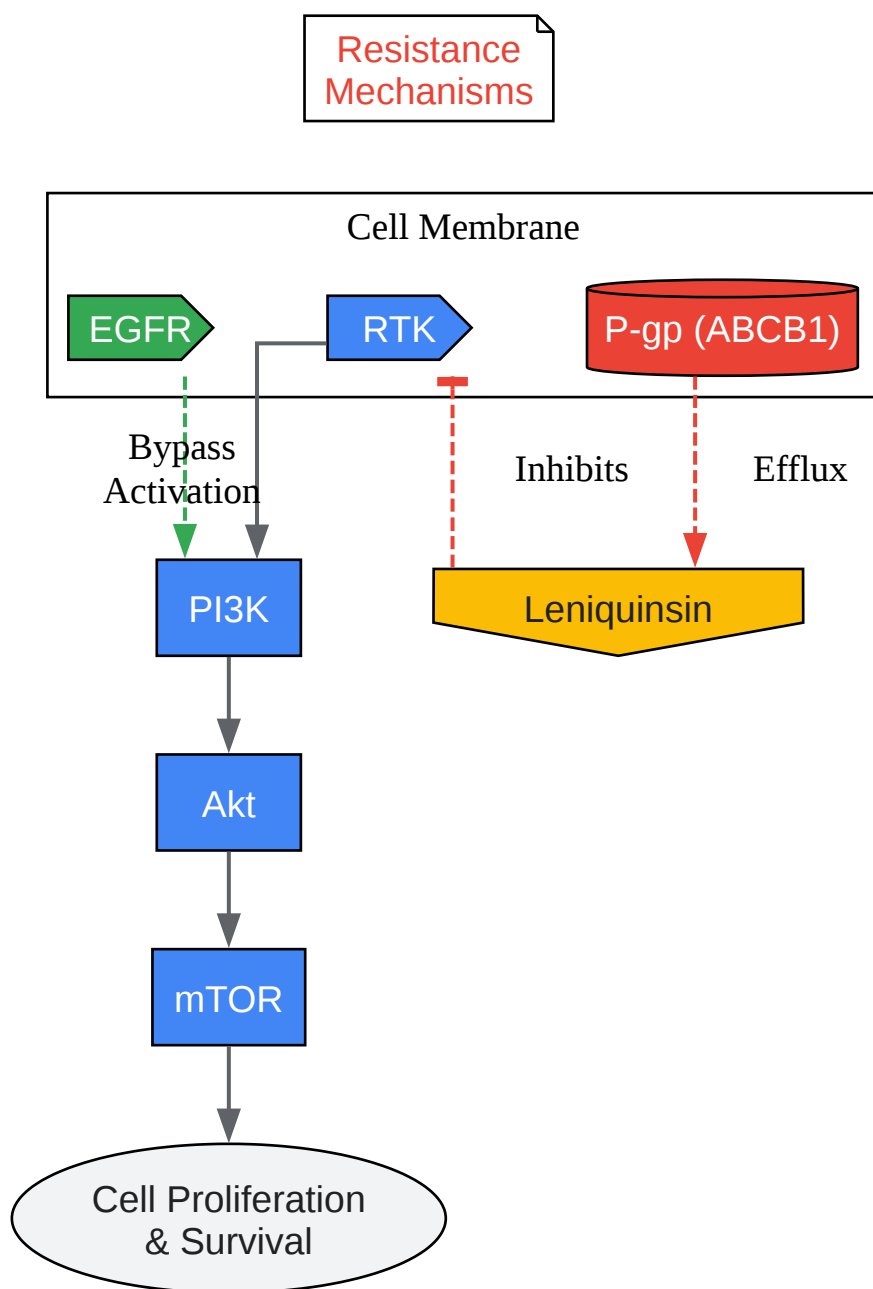 Resistance
Mechanisms
Cell Membrane
EGFR
RTK
P-gp (ABCB1)
Bypass
Activation
Inhibits
Efflux
PI3K
Leniquinsin
Akt
mTOR
Cell Proliferation
& Survival